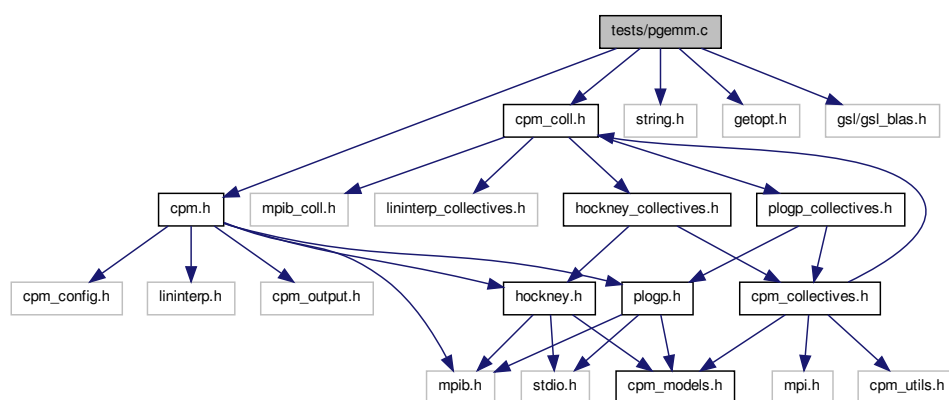 tests/pgemm.c
cpm_coll.h
string.h
getopt.h
gsl/gsl_blas.h
cpm.h
mpib_coll.h
lininterp_collectives.h
hockney_collectives.h
plogp_collectives.h
cpm_config.h
lininterp.h
cpm_output.h
hockney.h
plogp.h
cpm_collectives.h
mpib.h
stdio.h
cpm_models.h
mpi.h
cpm_utils.h